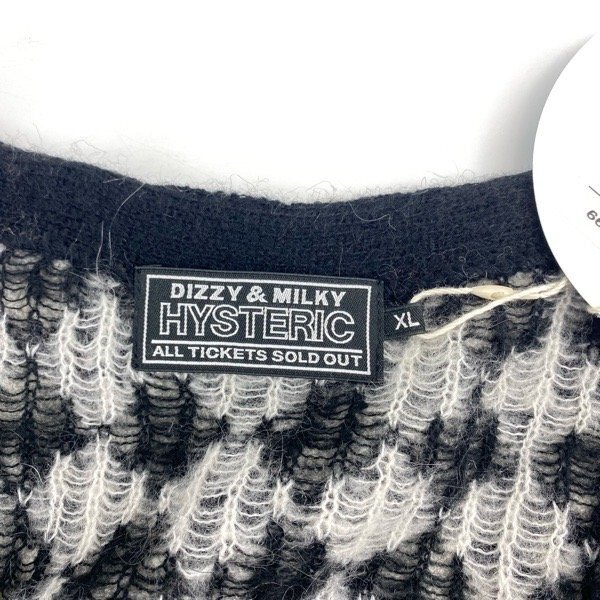 DIZZY & MILKY
HYSTERIC
ALL TICKETS SOLD OUT
XL